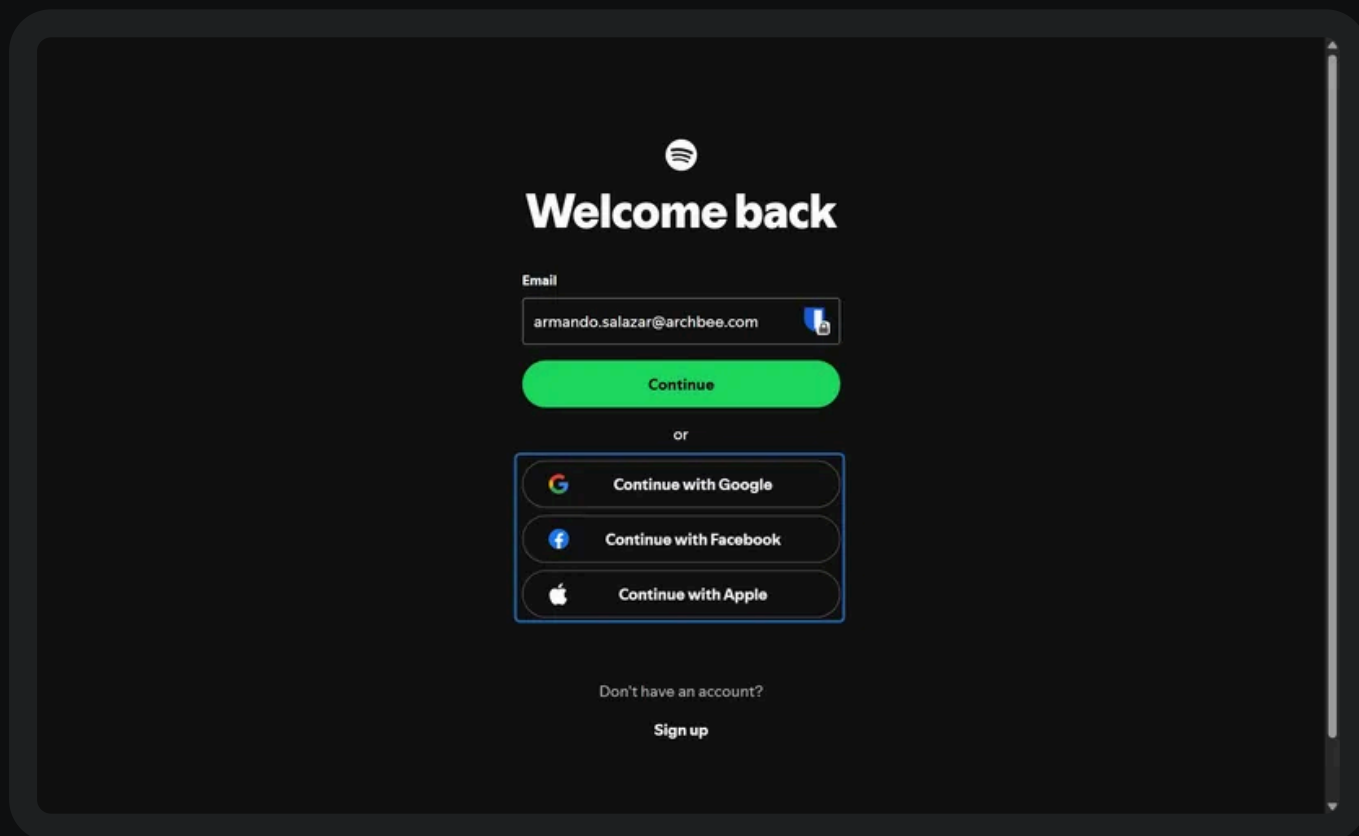 Welcome back
Email
armando.salazar@archbee.com
Continue
or
Continue with Google
Continue with Facebook
Continue with Apple
Don't have an account?
Sign up